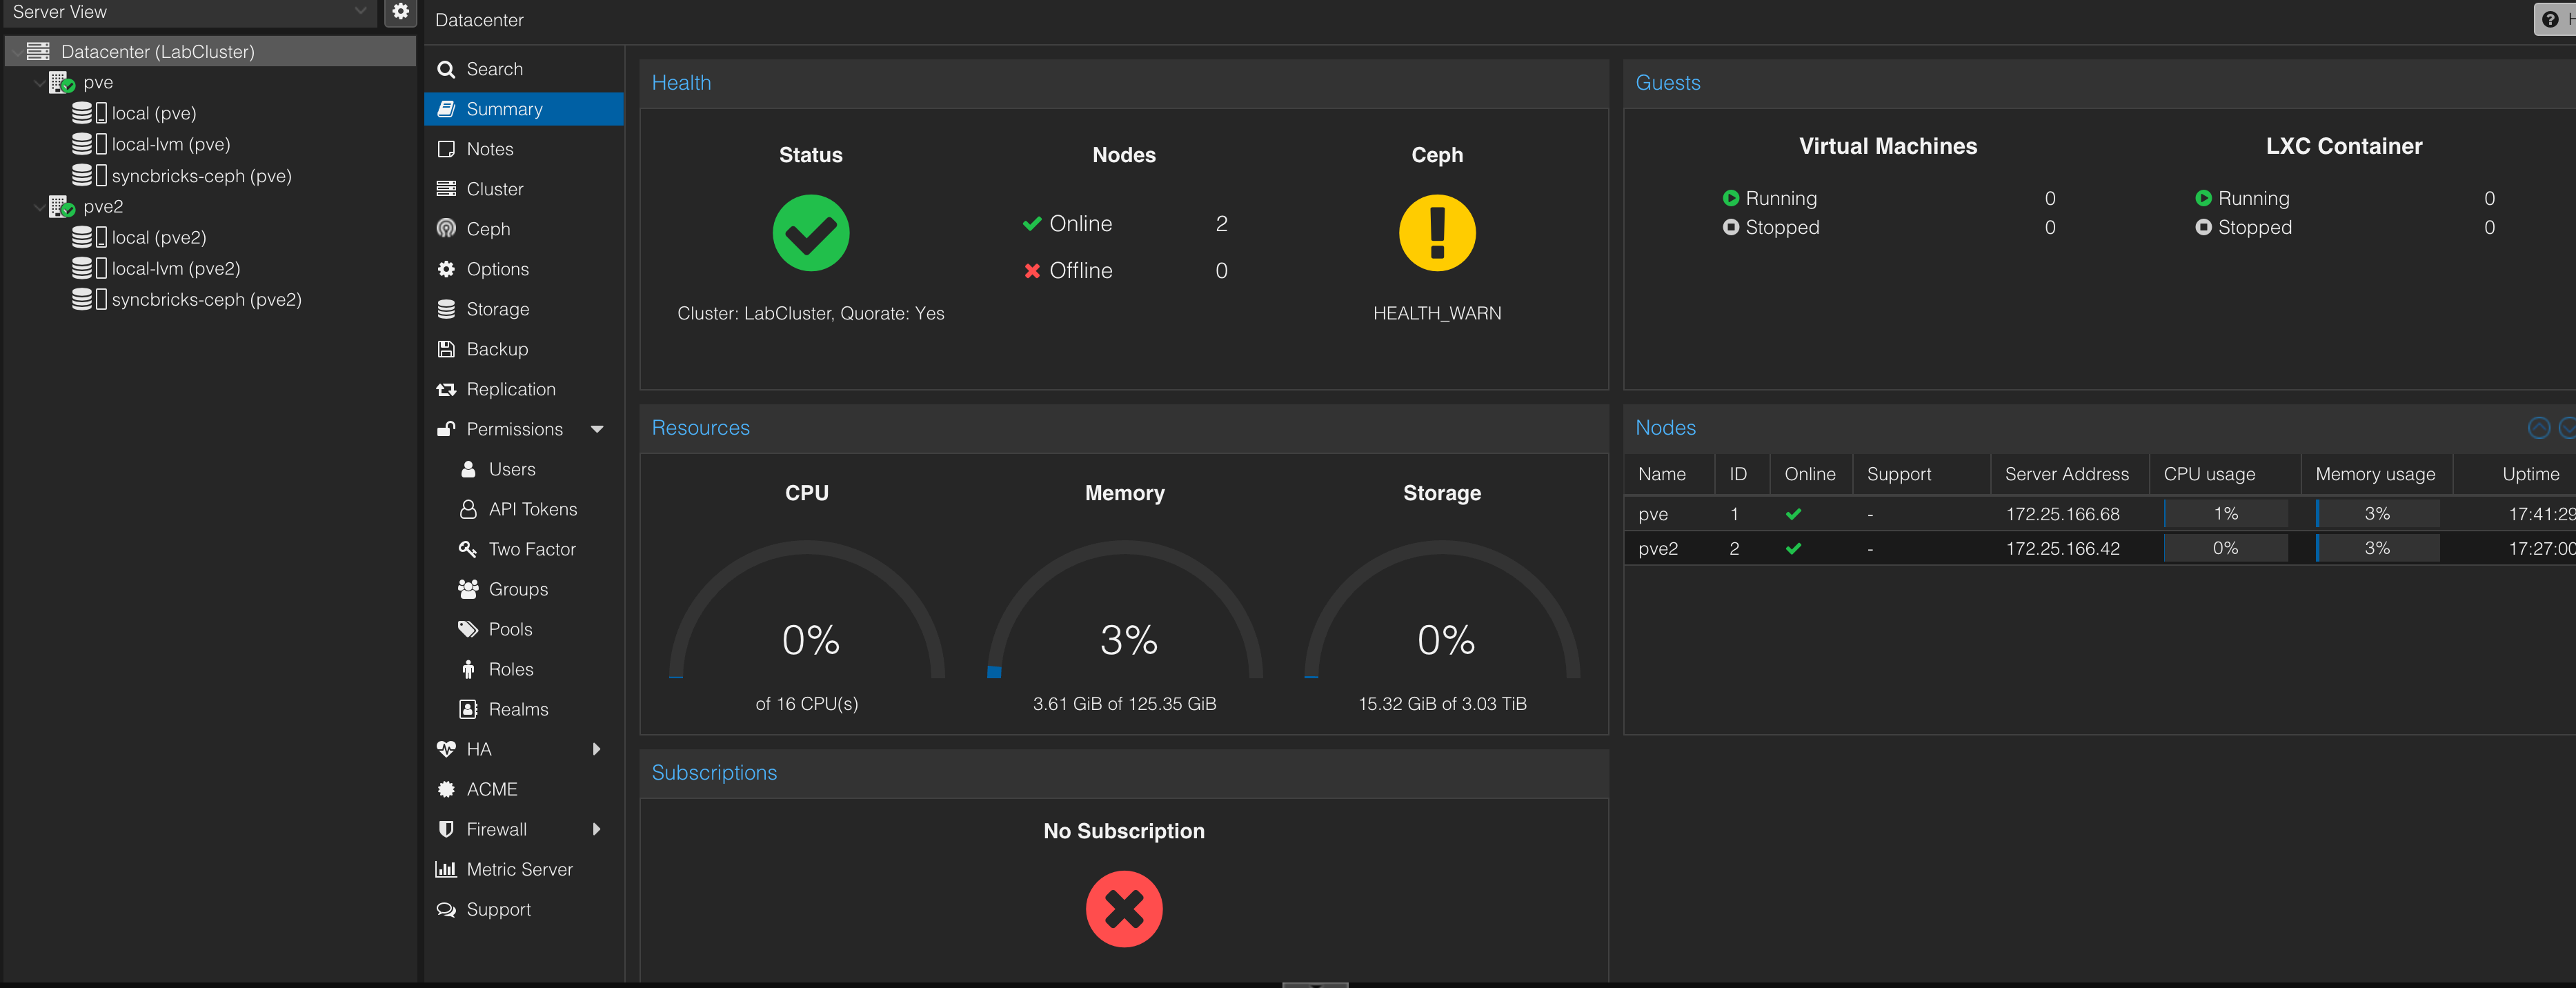 Server View
Datacenter (LabCluster)
pve
local (pve)
local-lvm (pve)
syncbricks-ceph (pve)
pve2
local (pve2)
local-lvm (pve2)
syncbricks-ceph (pve2)
Datacenter
Search
Summary
Notes
Cluster
Ceph
Options
Storage
Backup
Replication
Permissions
Users
API Tokens
Two Factor
Groups
Pools
Roles
Realms
HA
ACME
Firewall
Metric Server
Support
Health
Status
Nodes
Ceph
Online 2
Offline 0
Cluster: LabCluster, Quorate: Yes
HEALTH_WARN
Guests
Virtual Machines
LXC Container
Running 0
Stopped 0
Running 0
Stopped 0
Resources
CPU
Memory
Storage
0%
3%
0%
of 16 CPU(s)
3.61 GiB of 125.35 GiB
15.32 GiB of 3.03 TiB
Nodes
Name ID Online Support Server Address CPU usage Memory usage Uptime
pve 1 - 172.25.166.68 1% 3% 17:41:29
pve2 2 - 172.25.166.42 0% 3% 17:27:00
Subscriptions
No Subscription